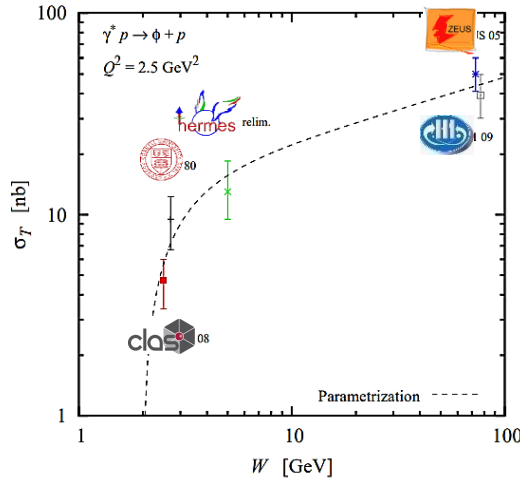 γ* p → ϕ + p
Q² = 2.5 GeV²
ZEUS
US 05
hermes
relim.
80
09
clas
08
Parametrization
σ_T [nb]
100
10
1
1
10
100
W [GeV]